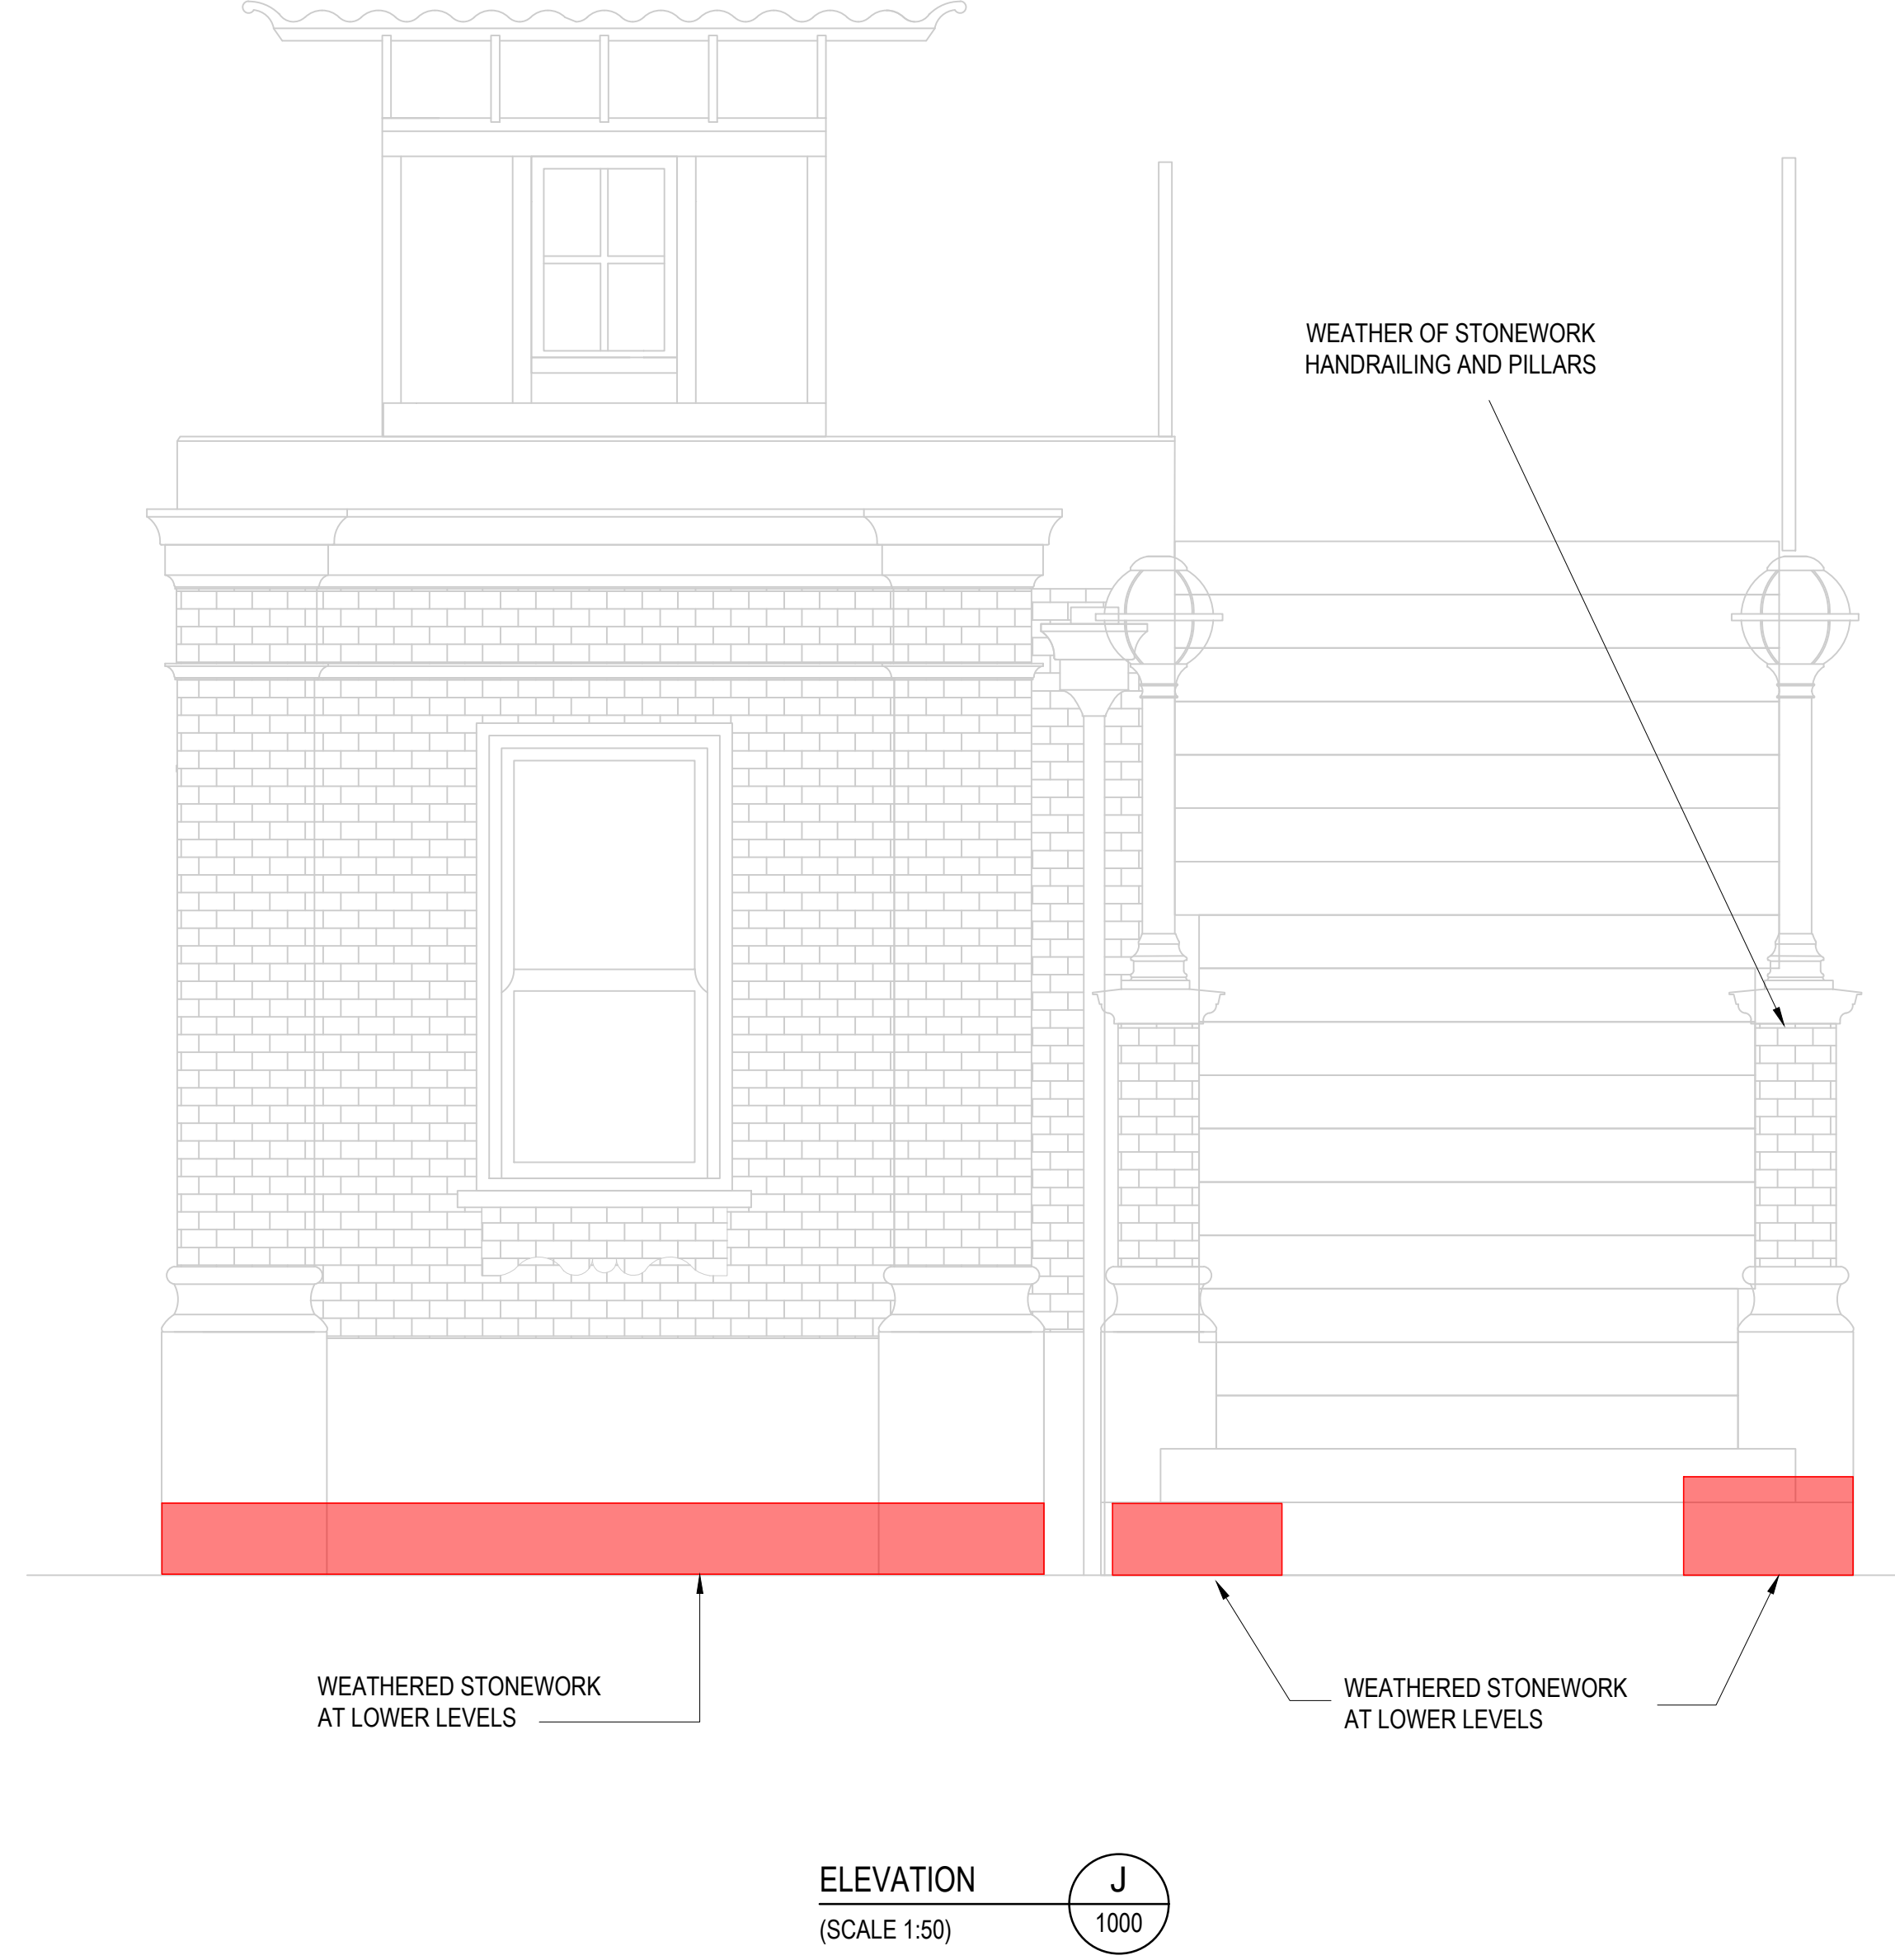 WEATHER OF STONEWORK
HANDRAILING AND PILLARS
WEATHERED STONEWORK
AT LOWER LEVELS
WEATHERED STONEWORK
AT LOWER LEVELS
ELEVATION
J
(SCALE 1:50)
1000